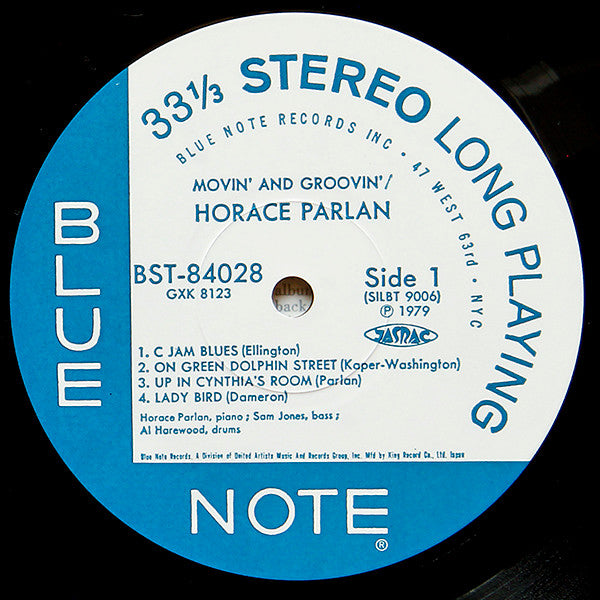 33⅓ STEREO LONG PLAYING
BLUE NOTE RECORDS INC • 47 WEST 63rd • NYC
MOVIN' AND GROOVIN'/
HORACE PARLAN
BST-84028
GXK 8123
Side 1
(SILBT 9006)
Ⓟ 1979
JASRAC
album
back
1. C JAM BLUES (Ellington)
2. ON GREEN DOLPHIN STREET (Kaper-Washington)
3. UP IN CYNTHIA'S ROOM (Parlan)
4. LADY BIRD (Dameron)
Horace Parlan, piano ; Sam Jones, bass ;
Al Harewood, drums
Blue Note Records, A Division of United Artists Music And Records Group, Inc. Mfd by King Record Co., Ltd. Japan
BLUE
NOTE®